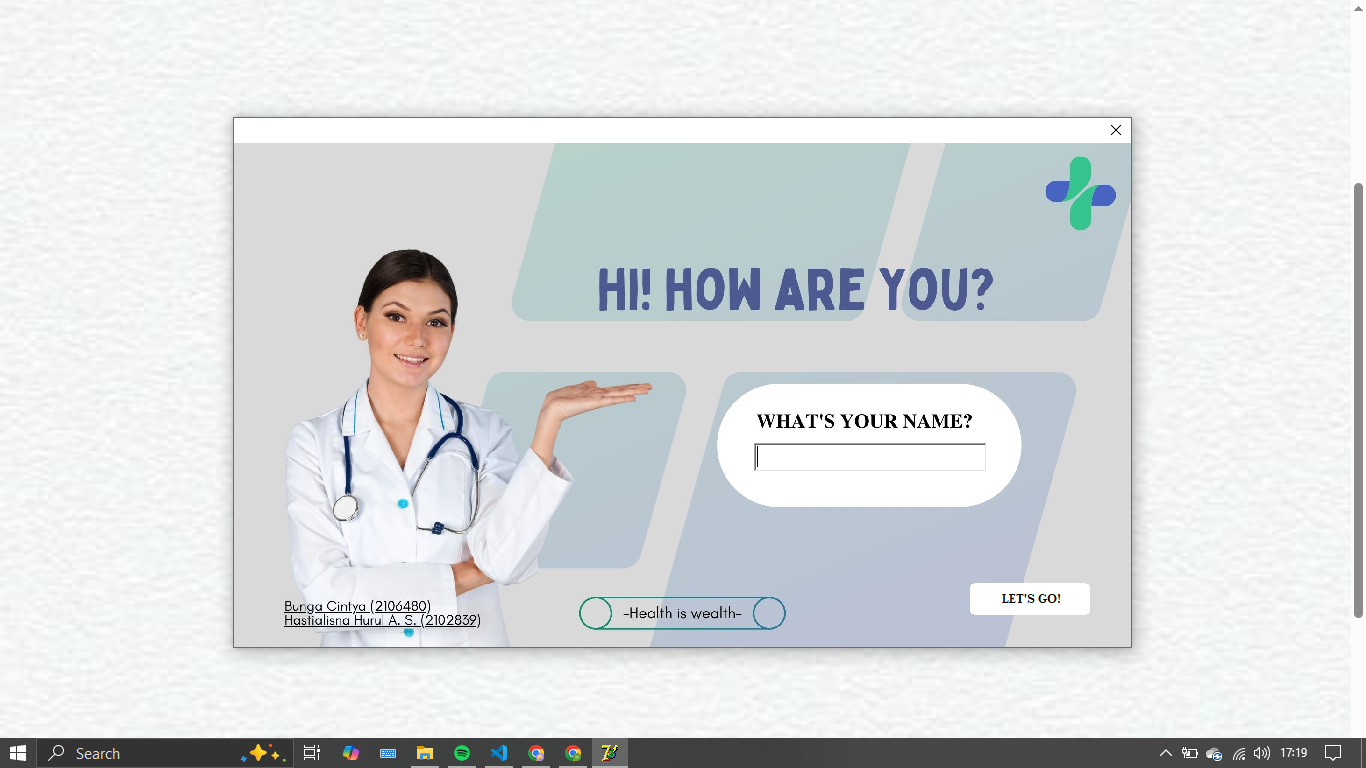 HI! HOW ARE YOU?
WHAT'S YOUR NAME?
LET'S GO!
-Health is wealth-
Bunga Cintya (2106480)
Hastialisna Hurul A. S. (2102839)
Search
17:19